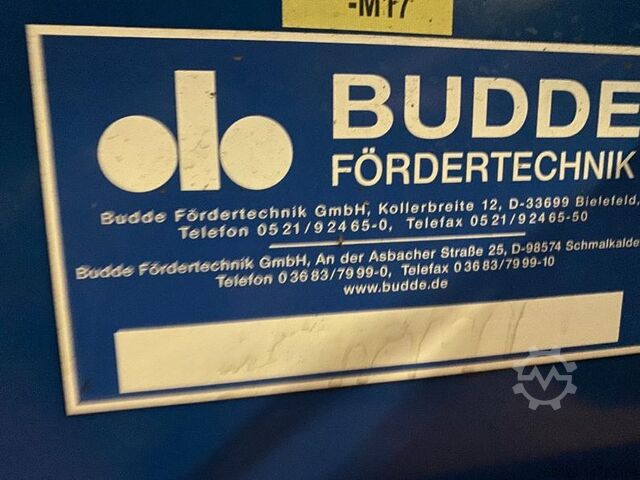 -M17
BUDDE
FÖRDERTECHNIK
Budde Fördertechnik GmbH, Kollerbreite 12, D-33699 Bielefeld,
Telefon 05 21/9 24 65-0, Telefax 05 21/9 24 65-50
Budde Fördertechnik GmbH, An der Asbacher Straße 25, D-98574 Schmalkalde
Telefon 0 36 83/79 99-0, Telefax 0 36 83/79 99-10
www.budde.de